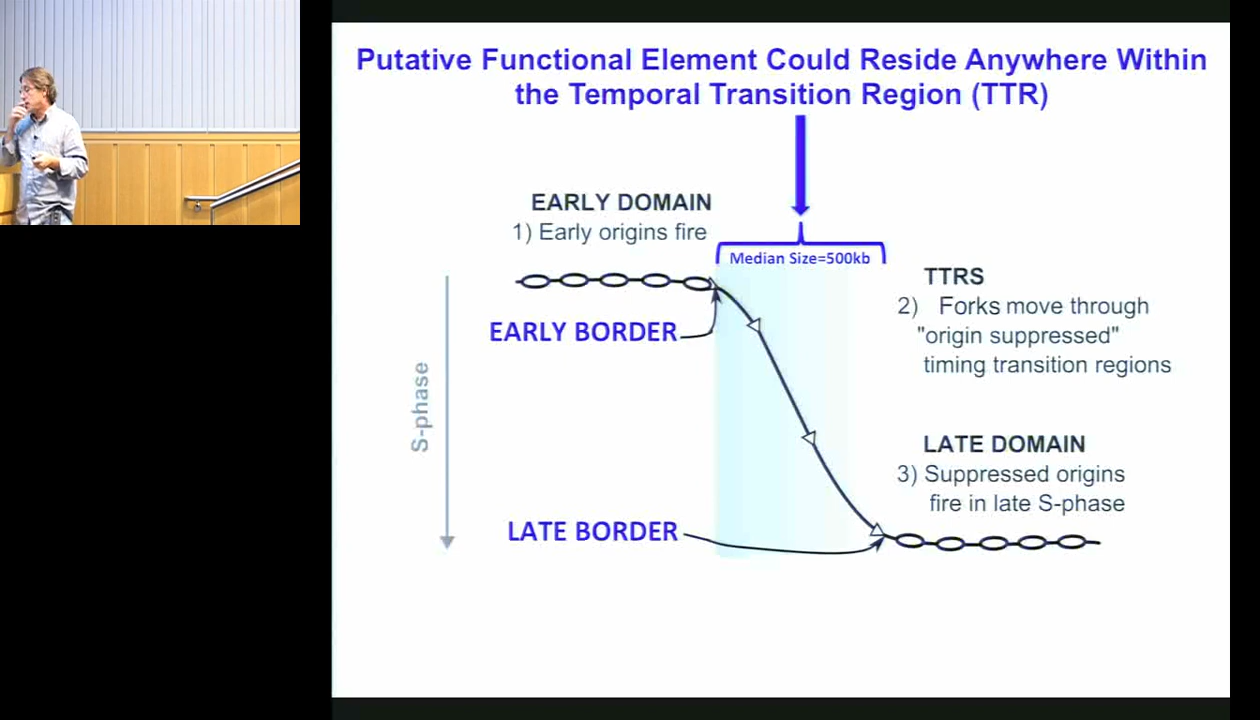 Putative Functional Element Could Reside Anywhere Within
the Temporal Transition Region (TTR)
EARLY DOMAIN
1) Early origins fire
Median Size=500kb
TTRS
2) Forks move through
"origin suppressed"
timing transition regions
EARLY BORDER
S-phase
LATE DOMAIN
3) Suppressed origins
fire in late S-phase
LATE BORDER